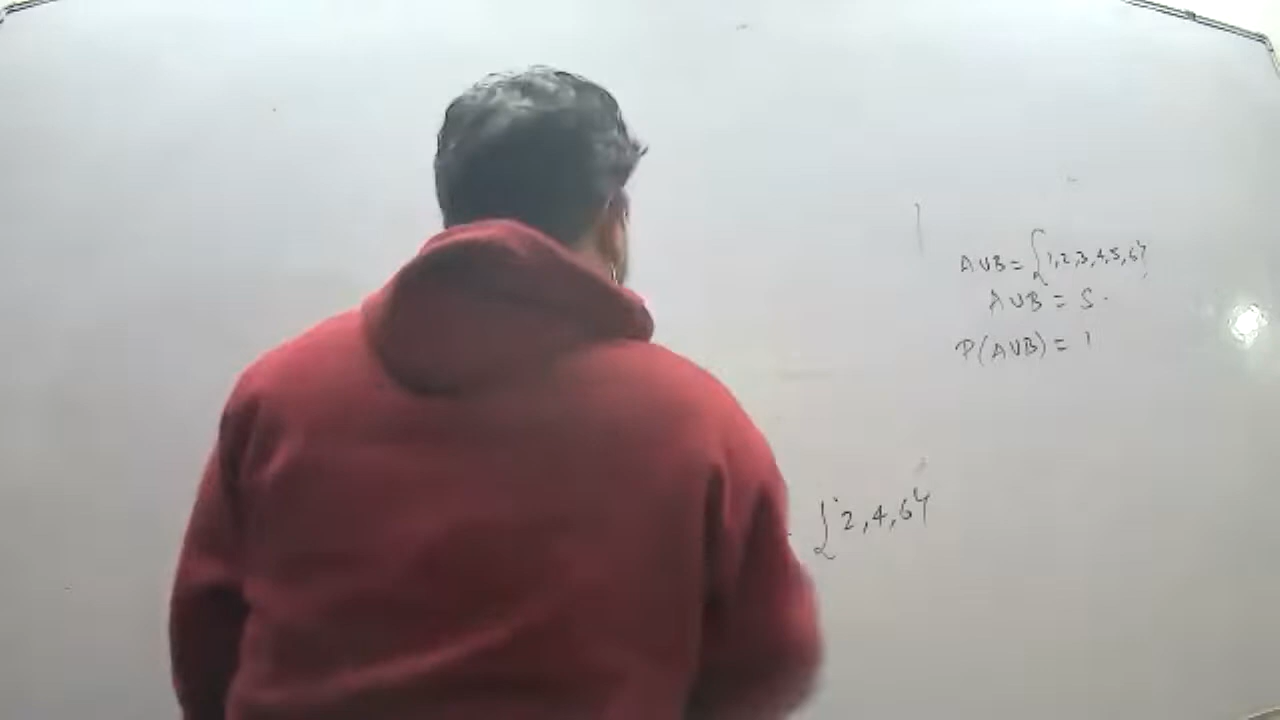 A∪B = {1,2,3,4,5,6}
A∪B = S.
P(A∪B) = 1
{2,4,6}